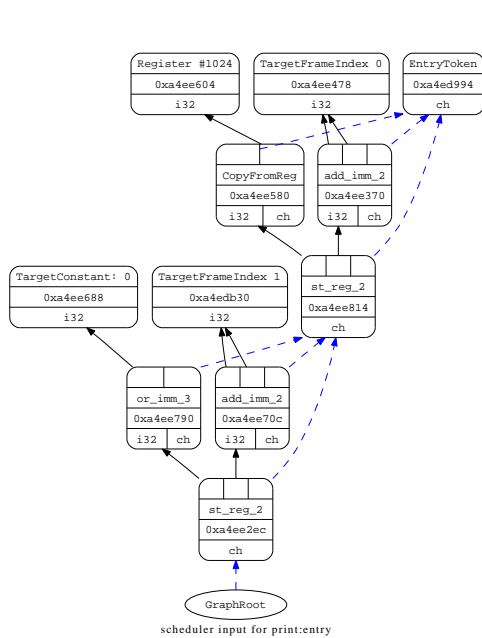 Register #1024
0xa4ee604
i32
TargetFrameIndex 0
0xa4ee478
i32
EntryToken
0xa4ed994
ch
CopyFromReg
0xa4ee580
i32 ch
add_imm_2
0xa4ee370
i32 ch
TargetConstant: 0
0xa4ee688
i32
TargetFrameIndex 1
0xa4edb30
i32
st_reg_2
0xa4ee814
ch
or_imm_3
0xa4ee790
i32 ch
add_imm_2
0xa4ee70c
i32 ch
st_reg_2
0xa4ee2ec
ch
GraphRoot
scheduler input for print:entry